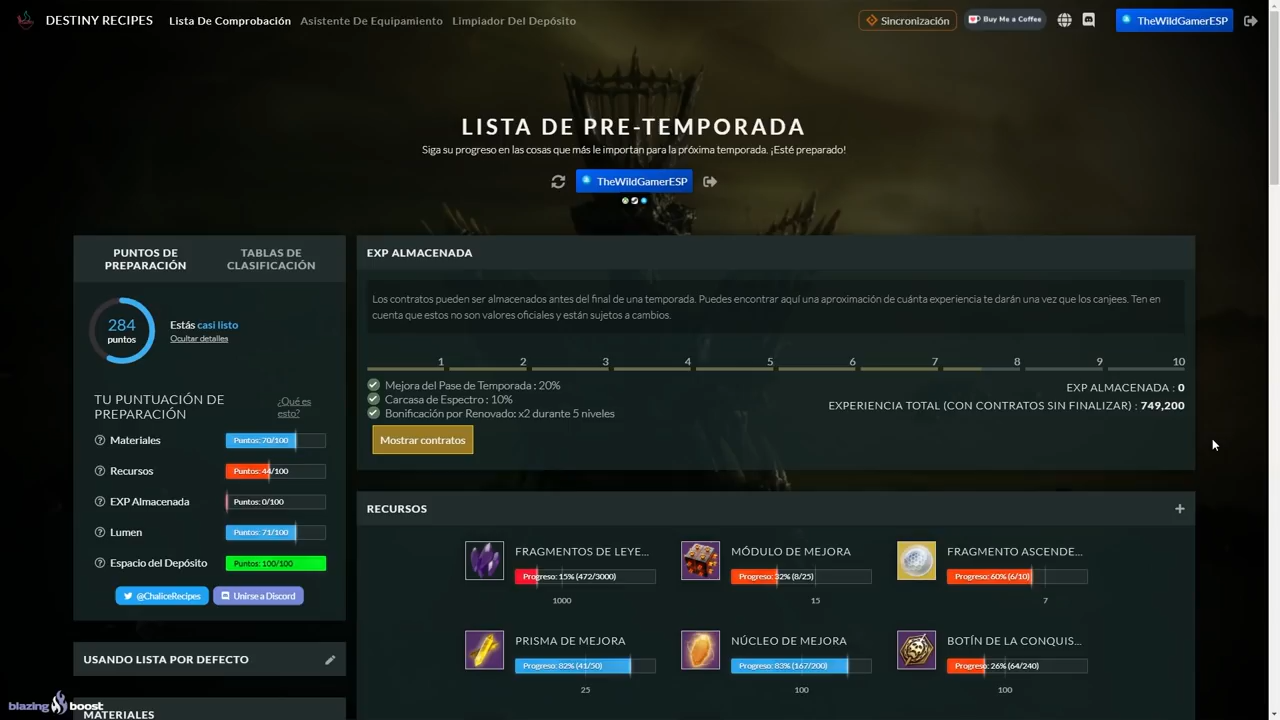 DESTINY RECIPES
Lista De Comprobación
Asistente De Equipamiento
Limpiador Del Depósito
Sincronización
Buy Me a Coffee
TheWildGamerESP
LISTA DE PRE-TEMPORADA
Siga su progreso en las cosas que más le importan para la próxima temporada. ¡Esté preparado!
TheWildGamerESP
PUNTOS DE
PREPARACIÓN
TABLAS DE
CLASIFICACIÓN
284
puntos
Estás casi listo
Ocultar detalles
TU PUNTUACIÓN DE
PREPARACIÓN
¿Qué es
esto?
Materiales
Puntos: 70/100
Recursos
Puntos: 44/100
EXP Almacenada
Puntos: 0/100
Lumen
Puntos: 71/100
Espacio del Depósito
Puntos: 100/100
@ChaliceRecipes
Unirse a Discord
USANDO LISTA POR DEFECTO
MATERIALES
blazing boost
EXP ALMACENADA
Los contratos pueden ser almacenados antes del final de una temporada. Puedes encontrar aquí una aproximación de cuánta experiencia te darán una vez que los canjees. Ten en
cuenta que estos no son valores oficiales y están sujetos a cambios.
1 2 3 4 5 6 7 8 9 10
Mejora del Pase de Temporada : 20%
Carcasa de Espectro : 10%
Bonificación por Renovado: x2 durante 5 niveles
EXP ALMACENADA : 0
EXPERIENCIA TOTAL (CON CONTRATOS SIN FINALIZAR) : 749,200
Mostrar contratos
RECURSOS
+
FRAGMENTOS DE LEYE...
Progreso: 15% (472/3000)
1000
MÓDULO DE MEJORA
Progreso: 32% (8/25)
15
FRAGMENTO ASCENDE...
Progreso: 60% (6/10)
7
PRISMA DE MEJORA
Progreso: 82% (41/50)
25
NÚCLEO DE MEJORA
Progreso: 83% (167/200)
100
BOTÍN DE LA CONQUIS...
Progreso: 26% (64/240)
100